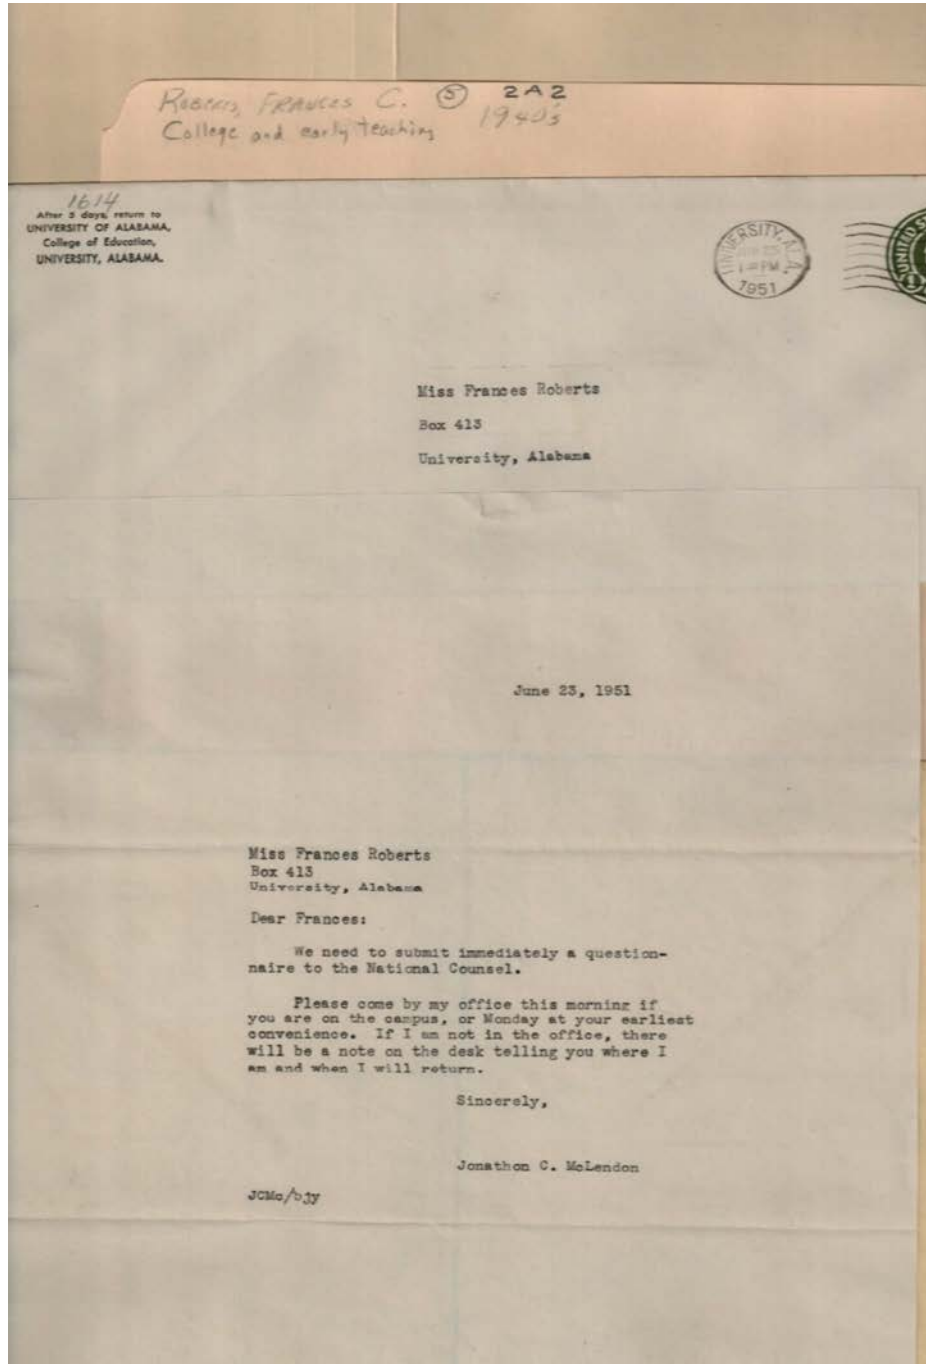 Roberts, Frances C. ⑤ 2A2
College and early teaching 1940's
1614
After 5 days, return to
UNIVERSITY OF ALABAMA,
College of Education,
UNIVERSITY, ALABAMA.
UNIVERSITY, ALA.
1 PM
1951
UNITED
Miss Frances Roberts
Box 413
University, Alabama
June 23, 1951
Miss Frances Roberts
Box 413
University, Alabama
Dear Frances:
We need to submit immediately a question-
naire to the National Counsel.
Please come by my office this morning if
you are on the campus, or Monday at your earliest
convenience. If I am not in the office, there
will be a note on the desk telling you where I
am and when I will return.
Sincerely,
Jonathon C. McLendon
JCMc/bjy